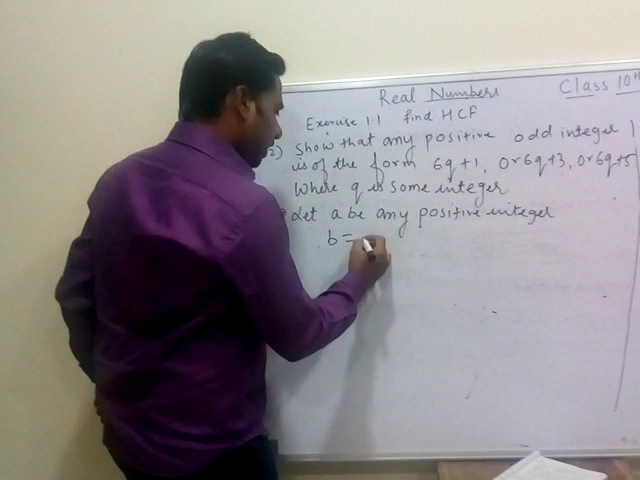 Real Numbers Class 10th
Exercise 1.1 find HCF
2) Show that any positive odd integer
is of the form 6q+1, Or 6q+3, Or 6q+5
Where q is some integer
Let a be any positive integer
b =